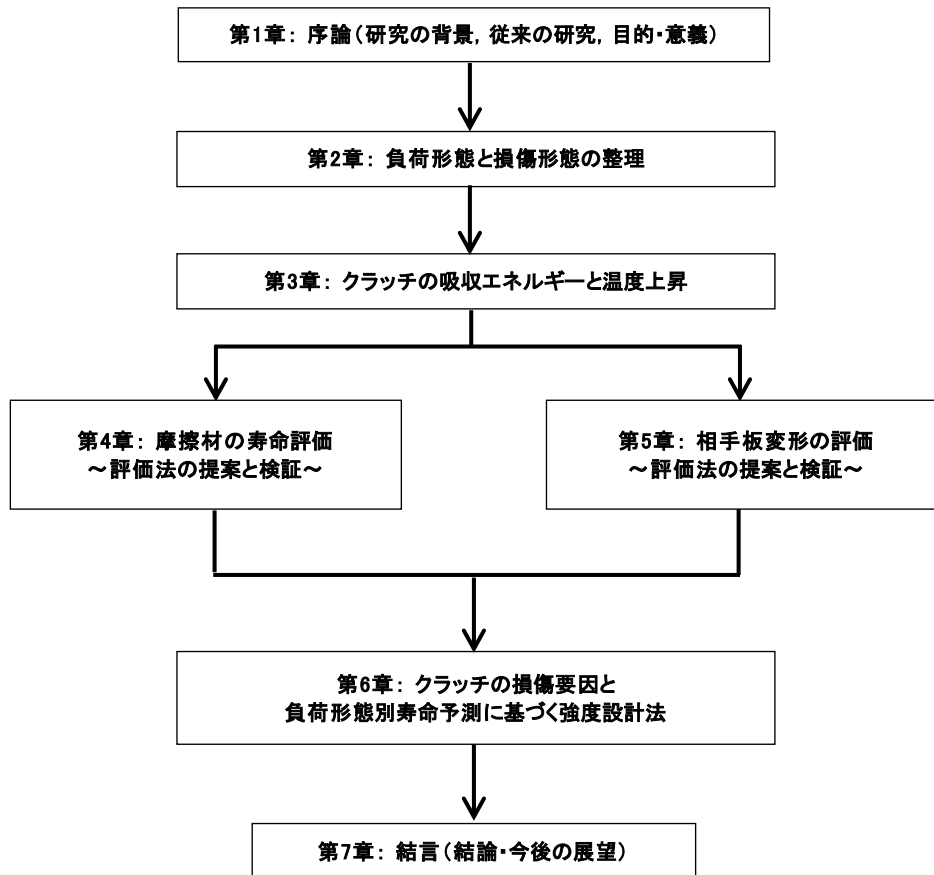 第1章: 序論(研究の背景, 従来の研究, 目的・意義)
第2章: 負荷形態と損傷形態の整理
第3章: クラッチの吸収エネルギーと温度上昇
第4章: 摩擦材の寿命評価
～評価法の提案と検証～
第5章: 相手板変形の評価
～評価法の提案と検証～
第6章: クラッチの損傷要因と
負荷形態別寿命予測に基づく強度設計法
第7章: 結言(結論・今後の展望)